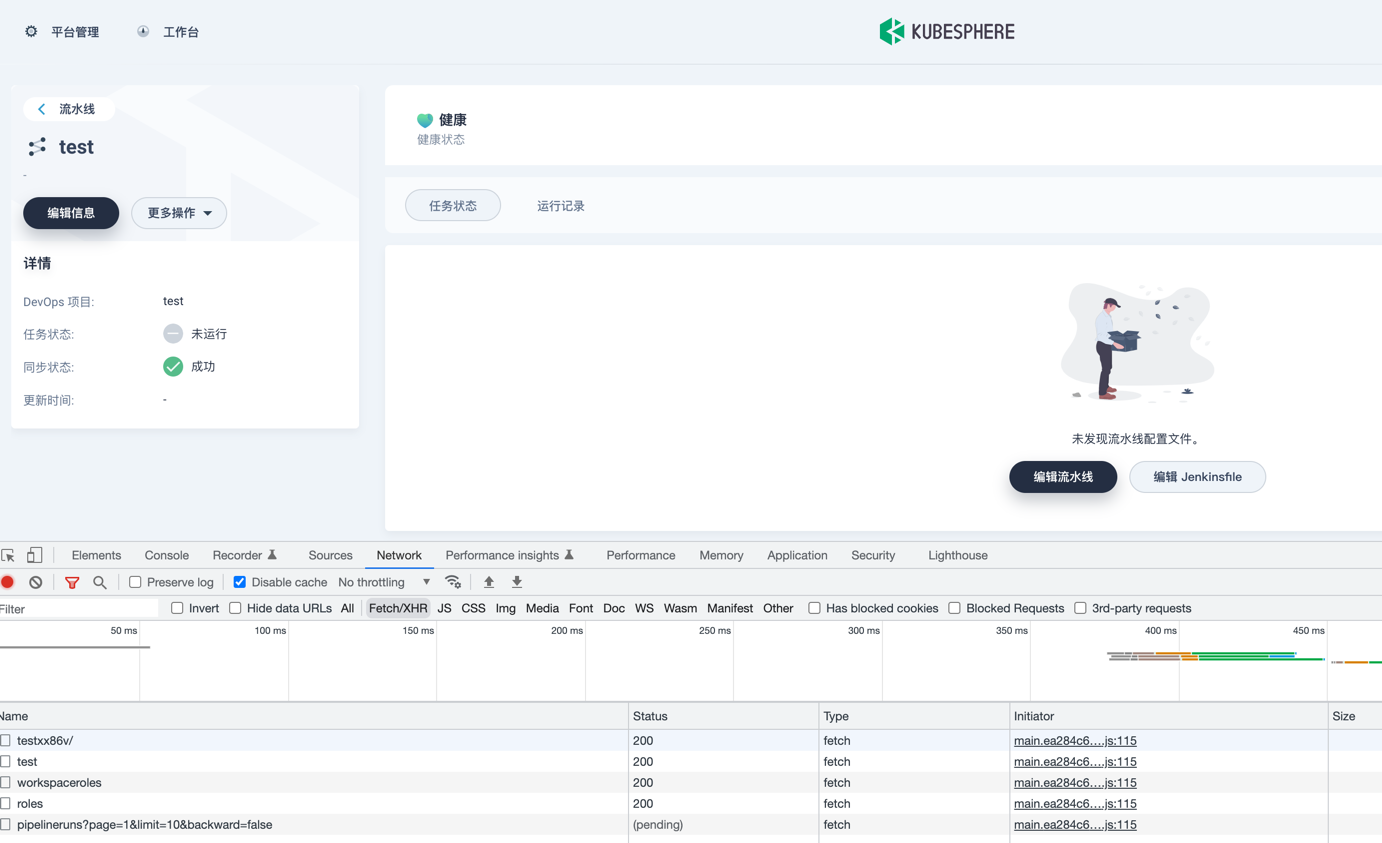 平台管理 工作台 KUBESPHERE
流水线
test
-
编辑信息 更多操作
详情
DevOps 项目: test
任务状态: 未运行
同步状态: 成功
更新时间: -
健康
健康状态
任务状态 运行记录
未发现流水线配置文件。
编辑流水线 编辑 Jenkinsfile
Elements Console Recorder Sources Network Performance insights Performance Memory Application Security Lighthouse
Preserve log Disable cache No throttling
Filter Invert Hide data URLs All Fetch/XHR JS CSS Img Media Font Doc WS Wasm Manifest Other Has blocked cookies Blocked Requests 3rd-party requests
50 ms 100 ms 150 ms 200 ms 250 ms 300 ms 350 ms 400 ms 450 ms
Name Status Type Initiator Size
testxx86v/ 200 fetch main.ea284c6….js:115
test 200 fetch main.ea284c6….js:115
workspaceroles 200 fetch main.ea284c6….js:115
roles 200 fetch main.ea284c6….js:115
pipelineruns?page=1&limit=10&backward=false (pending) fetch main.ea284c6….js:115